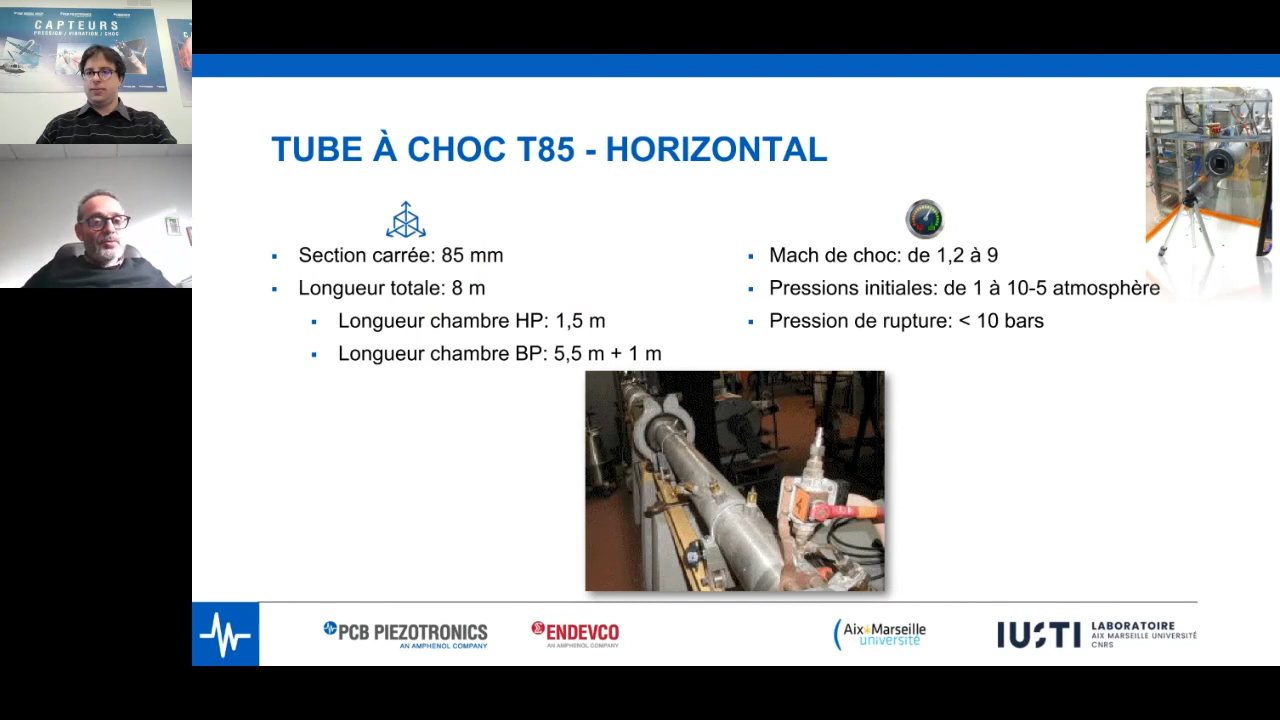 CAPTEURS
PRESSION / VIBRATION / CHOC
TUBE À CHOC T85 - HORIZONTAL
Section carrée: 85 mm
Longueur totale: 8 m
Longueur chambre HP: 1,5 m
Longueur chambre BP: 5,5 m + 1 m
Mach de choc: de 1,2 à 9
Pressions initiales: de 1 à 10-5 atmosphère
Pression de rupture: < 10 bars
PCB PIEZOTRONICS
AN AMPHENOL COMPANY
ENDEVCO
AN AMPHENOL COMPANY
Aix Marseille
université
IUSTI
LABORATOIRE
AIX MARSEILLE UNIVERSITÉ
CNRS